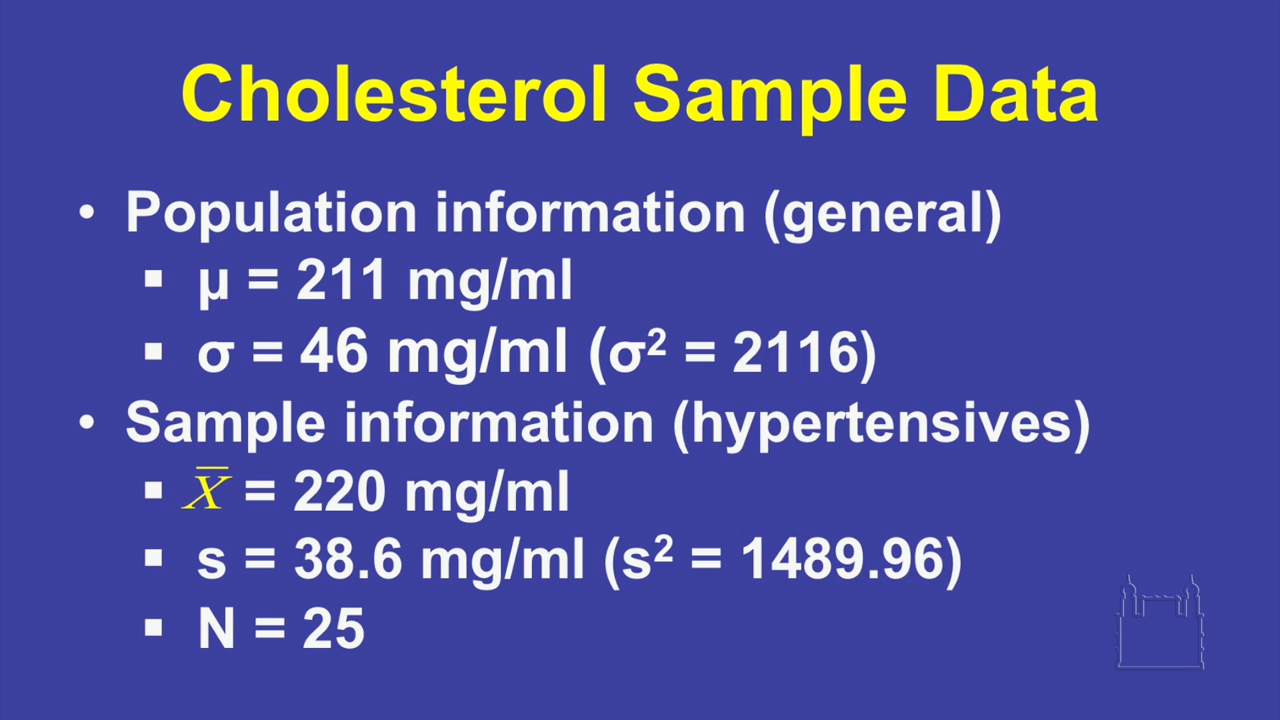 Cholesterol Sample Data
• Population information (general)
▪ µ = 211 mg/ml
▪ σ = 46 mg/ml (σ² = 2116)
• Sample information (hypertensives)
▪ X̅ = 220 mg/ml
▪ s = 38.6 mg/ml (s² = 1489.96)
▪ N = 25